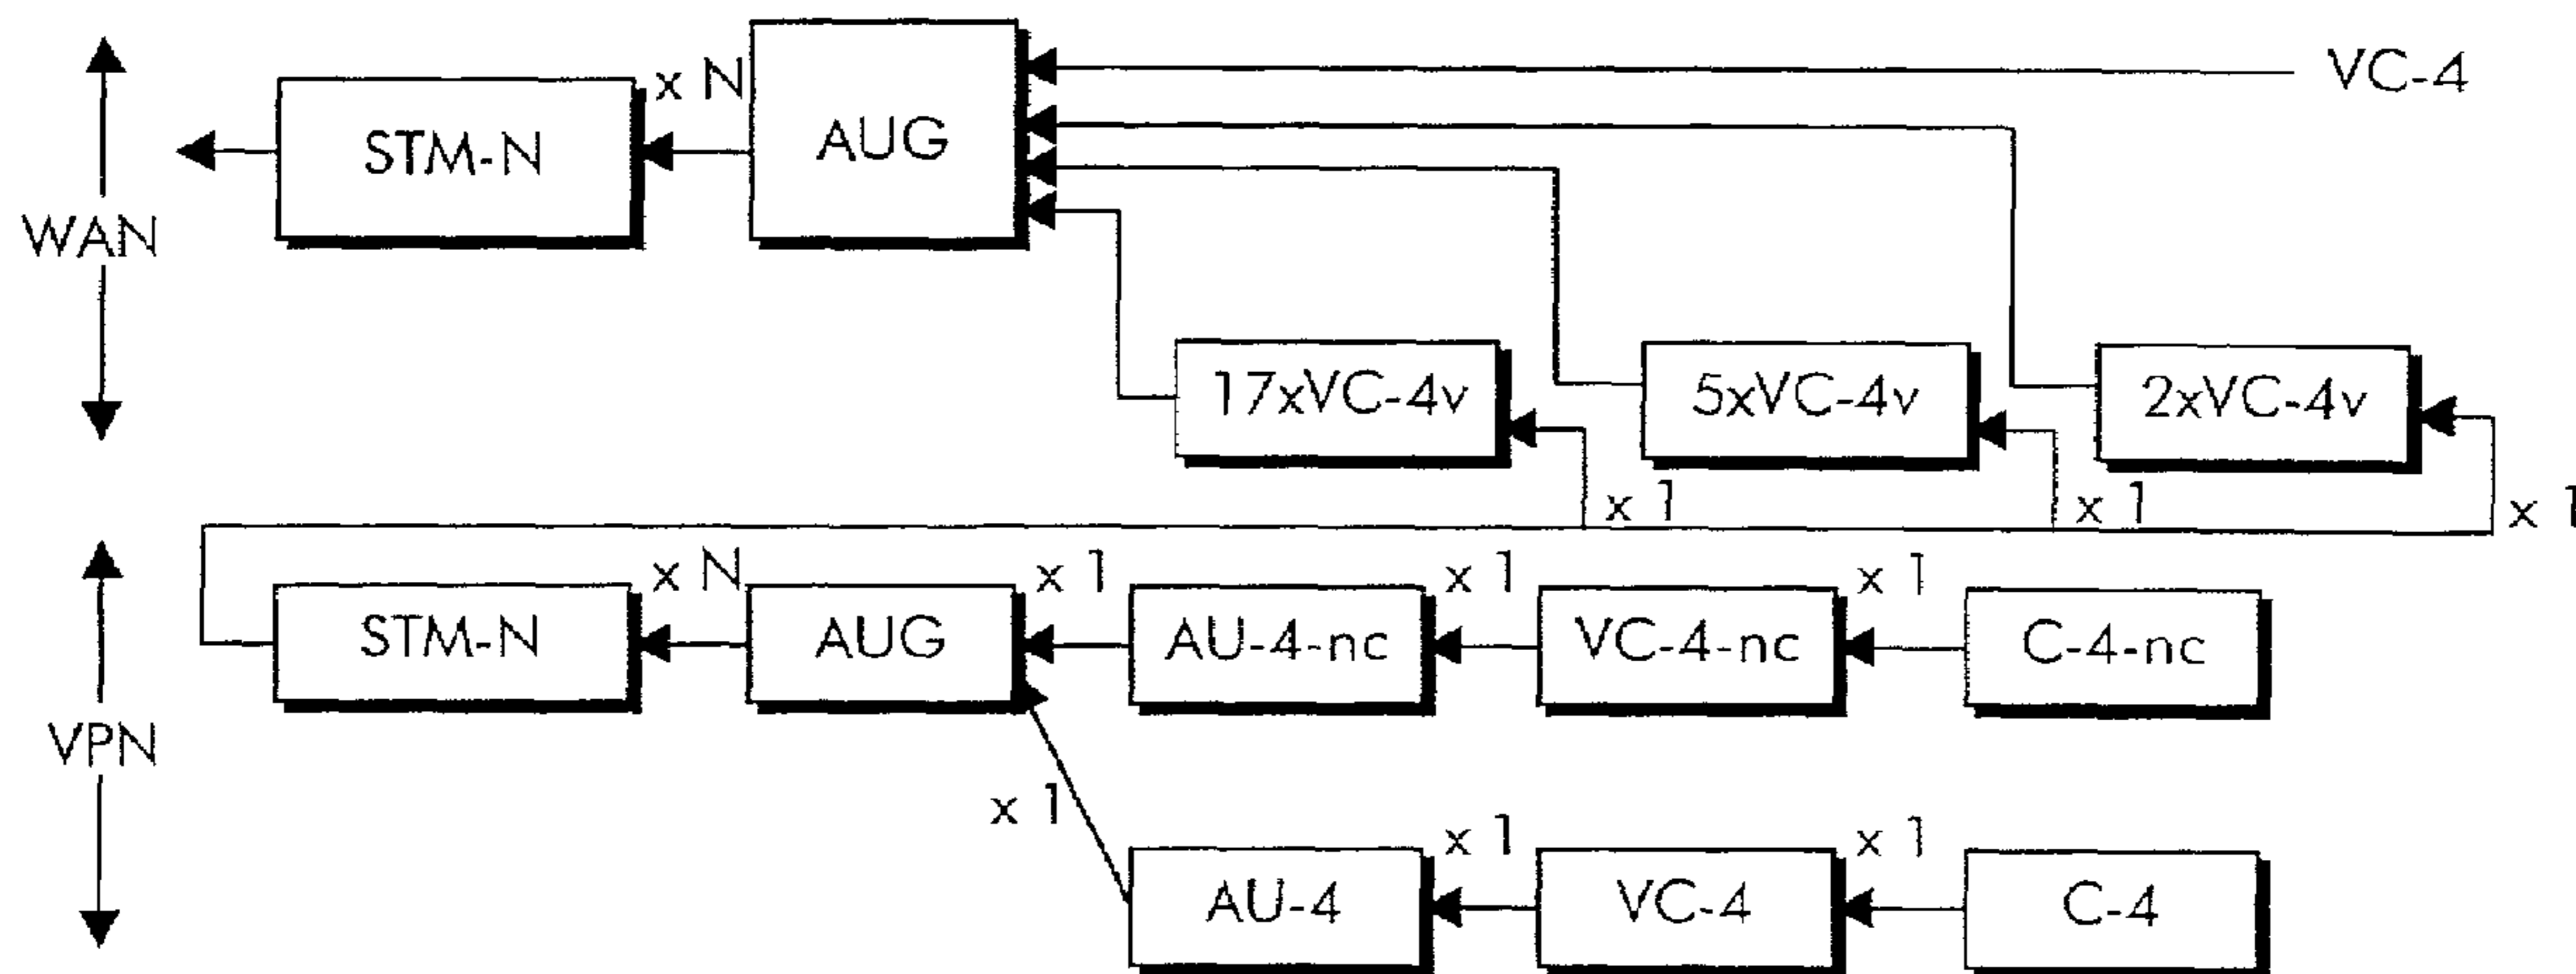 VC-4
x N
AUG
STM-N
WAN
17xVC-4v
5xVC-4v
2xVC-4v
x 1
x 1
x 1
x N
x 1
x 1
x 1
STM-N
AUG
AU-4-nc
VC-4-nc
C-4-nc
VPN
x 1
x 1
x 1
AU-4
VC-4
C-4